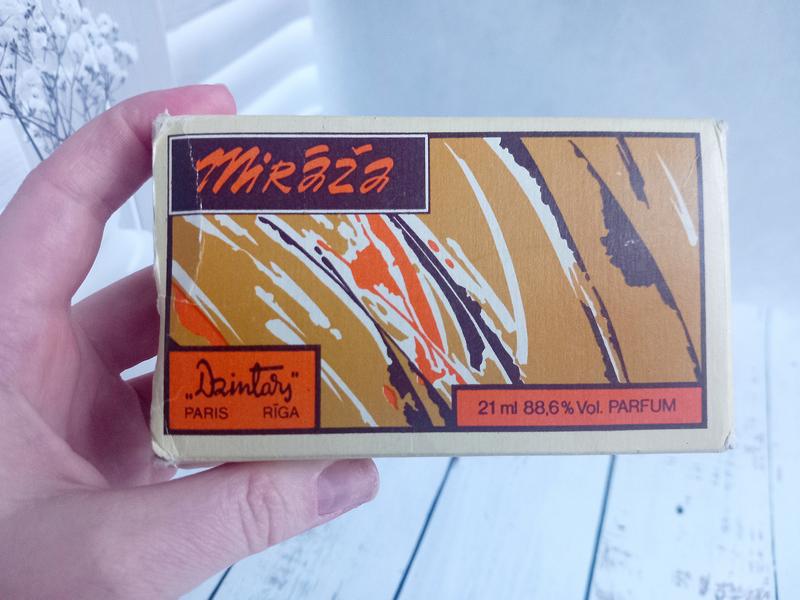 Mirāža
„Dzintars“
PARIS RĪGA
21 ml 88,6% Vol. PARFUM